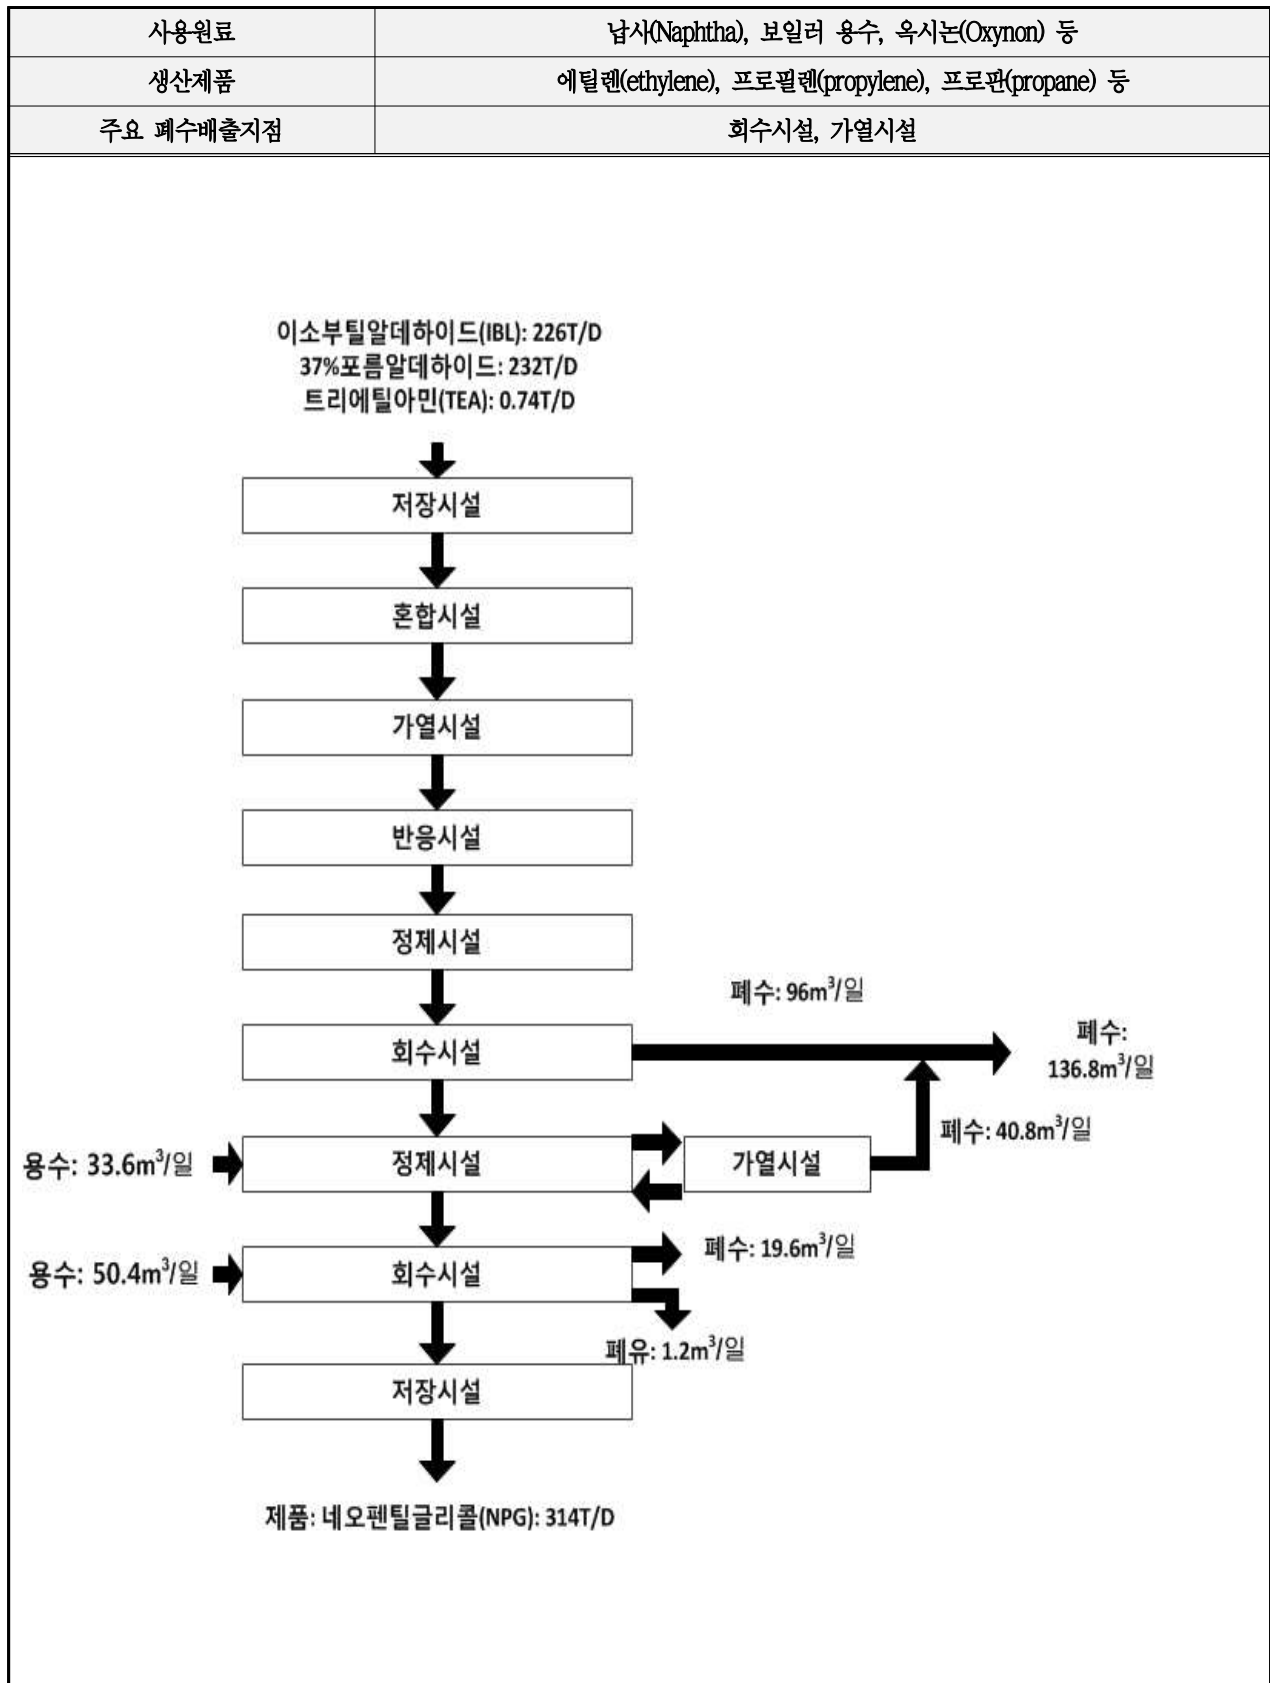 사용원료 납사(Naphtha), 보일러 용수, 옥시논(Oxynon) 등
생산제품 에틸렌(ethylene), 프로필렌(propylene), 프로판(propane) 등
주요 폐수배출지점 회수시설, 가열시설
이소부틸알데하이드(IBL): 226T/D
37%포름알데하이드: 232T/D
트리에틸아민(TEA): 0.74T/D
저장시설
혼합시설
가열시설
반응시설
정제시설
폐수: 96m³/일
회수시설
폐수:
136.8m³/일
폐수: 40.8m³/일
용수: 33.6m³/일
정제시설
가열시설
폐수: 19.6m³/일
용수: 50.4m³/일
회수시설
폐유: 1.2m³/일
저장시설
제품: 네오펜틸글리콜(NPG): 314T/D